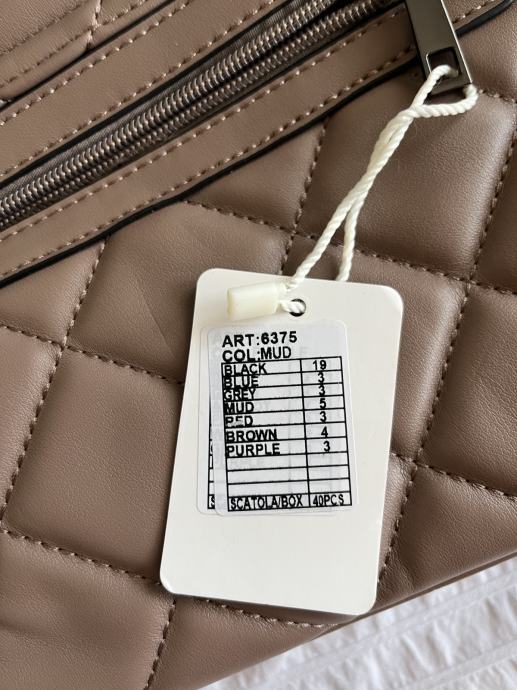 ART:6375
COL:MUD
BLACK 19
BLUE 3
GREY 3
MUD 5
RED 3
BROWN 4
PURPLE 3
SCATOLA/BOX 40PCS